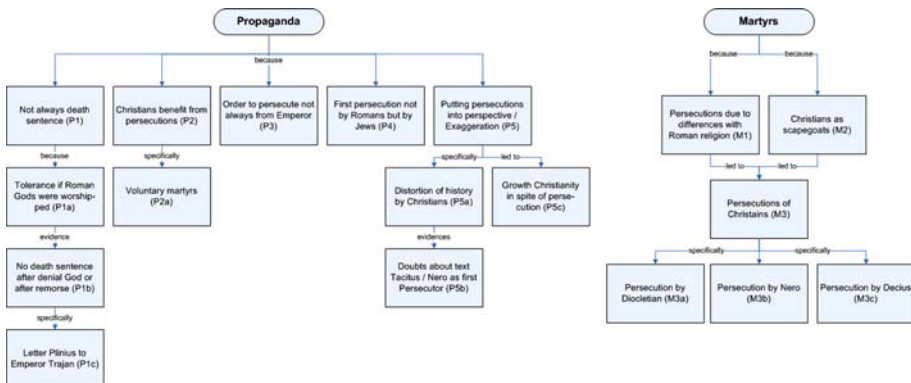 Propaganda
because
Not always death
sentence (P1)
Christians benefit from
persecutions (P2)
Order to persecute not
always from Emperor
(P3)
First persecution not
by Romans but by
Jews (P4)
Putting persecutions
into perspective /
Exaggeration (P5)
because
specifically
specifically
led to
Tolerance if Roman
Gods were worship-
ped (P1a)
Voluntary martyrs
(P2a)
Distortion of history
by Christians (P5a)
Growth Christianity
in spite of perse-
cution (P5c)
evidence
evidences
No death sentence
after denial God or
after remorse (P1b)
Doubts about text
Tacitus / Nero as first
Persecutor (P5b)
specifically
Letter Plinius to
Emperor Trajan (P1c)
Martyrs
because
because
Persecutions due to
differences with
Roman religion (M1)
Christians as
scapegoats (M2)
led to
led to
Persecutions of
Christains (M3)
specifically
specifically
Persecution by
Diocletian (M3a)
Persecution by Nero
(M3b)
Persecution by Decius
(M3c)